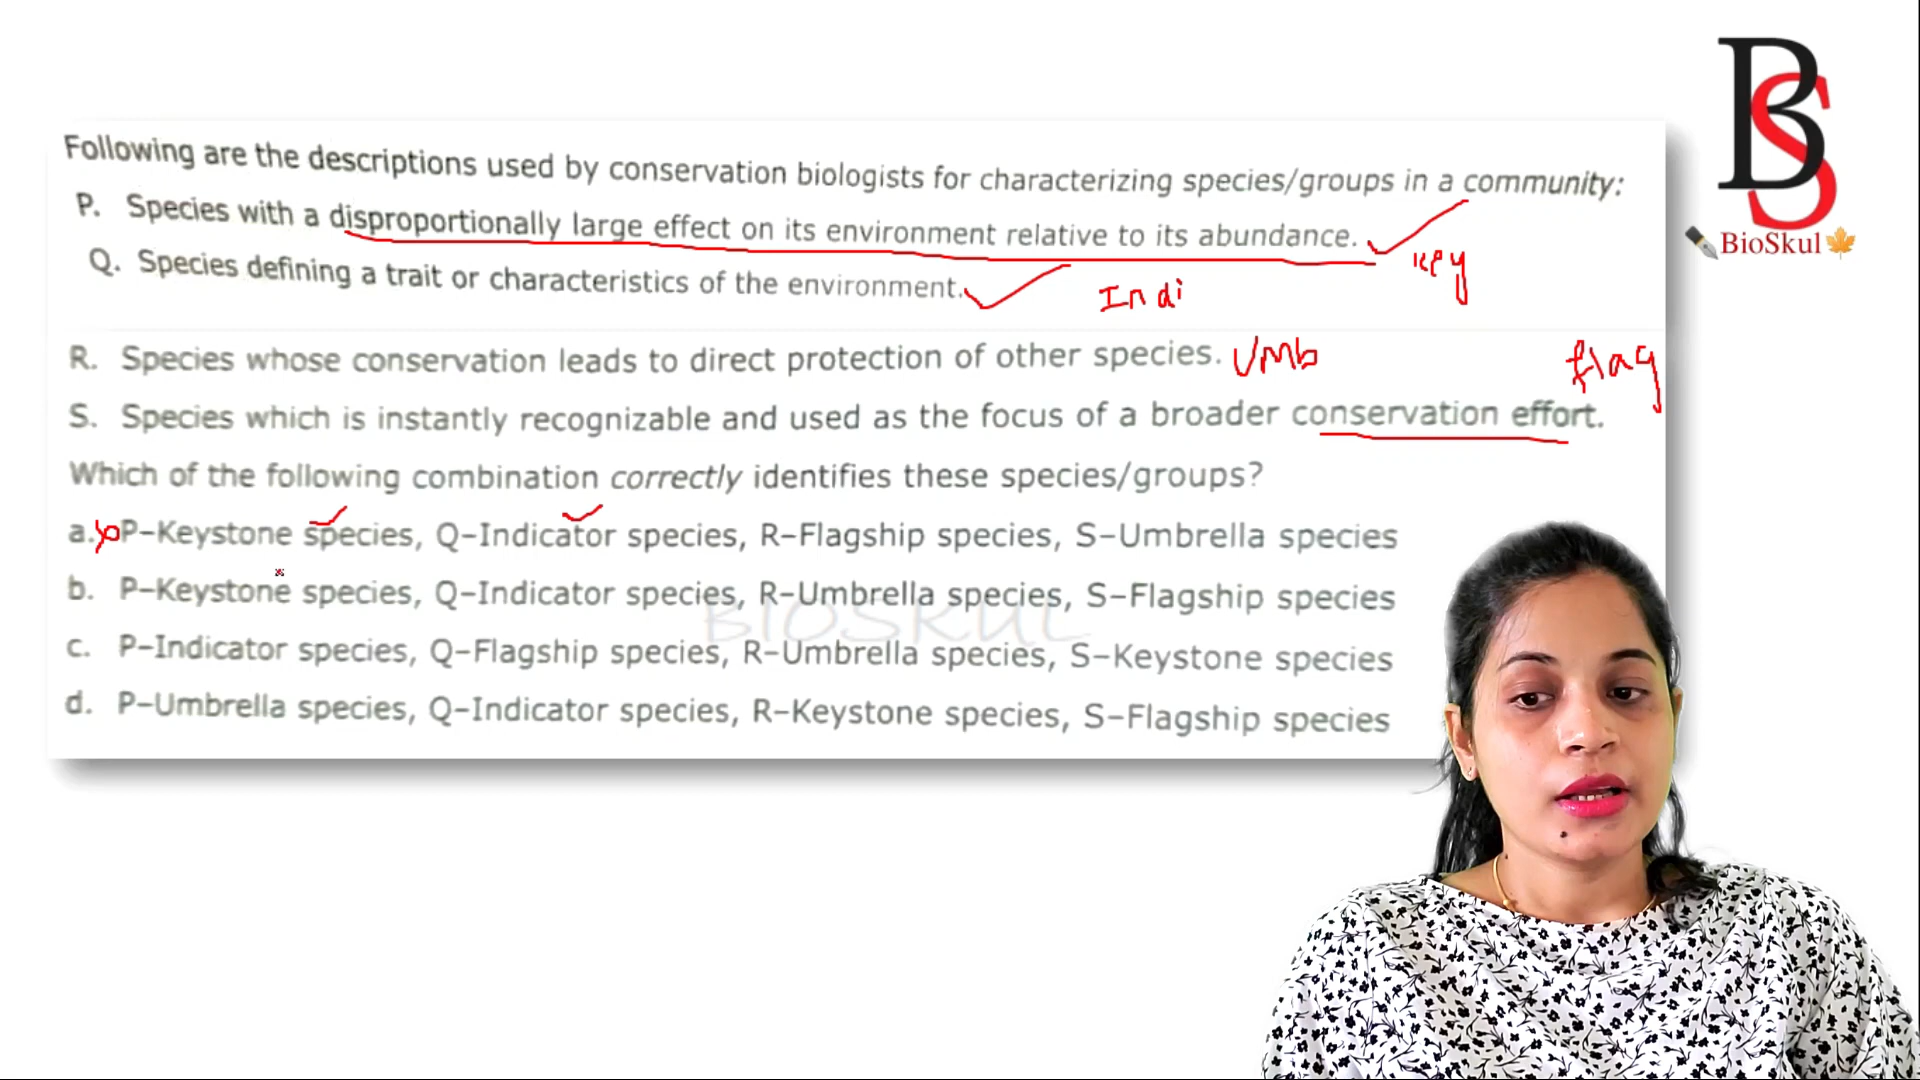 BS
BioSkul
Following are the descriptions used by conservation biologists for characterizing species/groups in a community:
P. Species with a disproportionally large effect on its environment relative to its abundance.
Key
Q. Species defining a trait or characteristics of the environment.
Indi
R. Species whose conservation leads to direct protection of other species. Umb
flag
S. Species which is instantly recognizable and used as the focus of a broader conservation effort.
Which of the following combination correctly identifies these species/groups?
a. P–Keystone species, Q–Indicator species, R–Flagship species, S–Umbrella species
b. P–Keystone species, Q–Indicator species, R–Umbrella species, S–Flagship species
BIOSKUL
c. P–Indicator species, Q–Flagship species, R–Umbrella species, S–Keystone species
d. P–Umbrella species, Q–Indicator species, R–Keystone species, S–Flagship species